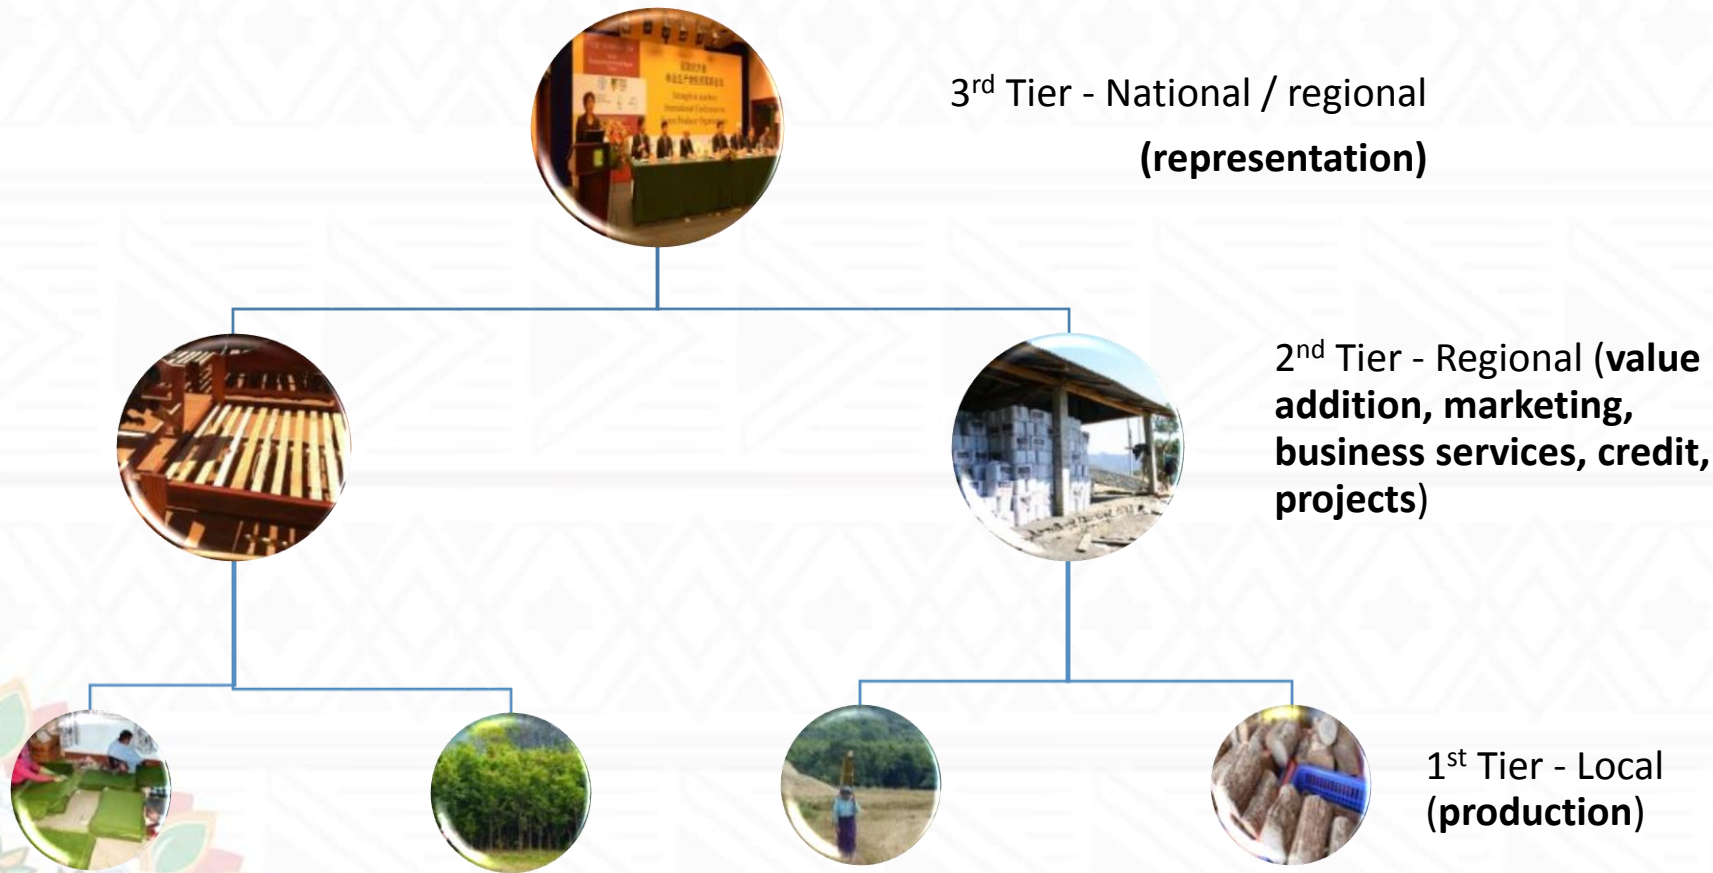 3rd Tier - National / regional
(representation)
2nd Tier - Regional (value
addition, marketing,
business services, credit,
projects)
1st Tier - Local
(production)